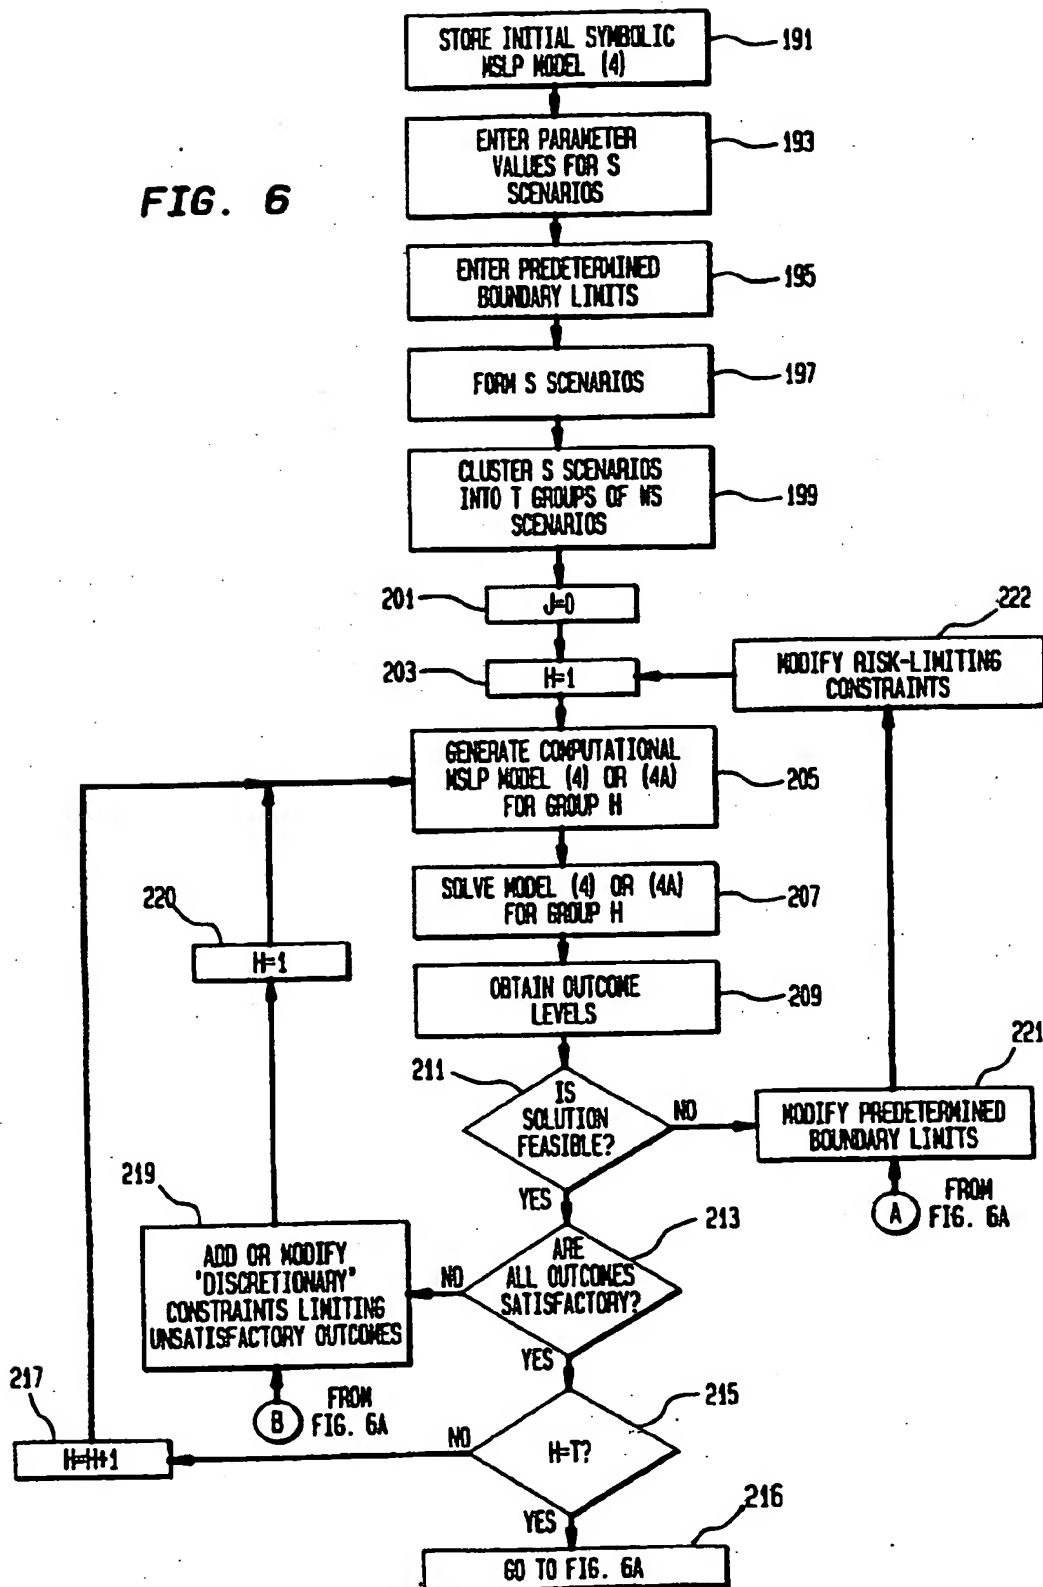 FIG. 6
STORE INITIAL SYMBOLIC
MSLP MODEL (4)
191
ENTER PARAMETER
VALUES FOR S
SCENARIOS
193
ENTER PREDETERMINED
BOUNDARY LIMITS
195
FORM S SCENARIOS
197
CLUSTER S SCENARIOS
INTO T GROUPS OF WS
SCENARIOS
199
201
J=0
203
H=1
222
MODIFY RISK-LIMITING
CONSTRAINTS
GENERATE COMPUTATIONAL
MSLP MODEL (4) OR (4A)
FOR GROUP H
205
SOLVE MODEL (4) OR (4A)
FOR GROUP H
207
220
H=1
OBTAIN OUTCOME
LEVELS
209
211
IS
SOLUTION
FEASIBLE?
NO
YES
221
MODIFY PREDETERMINED
BOUNDARY LIMITS
A
FROM
FIG. 6A
213
ARE
ALL OUTCOMES
SATISFACTORY?
NO
YES
219
ADD OR MODIFY
'DISCRETIONARY'
CONSTRAINTS LIMITING
UNSATISFACTORY OUTCOMES
B
FROM
FIG. 6A
217
H=H+1
215
H=T?
NO
YES
216
GO TO FIG. 6A